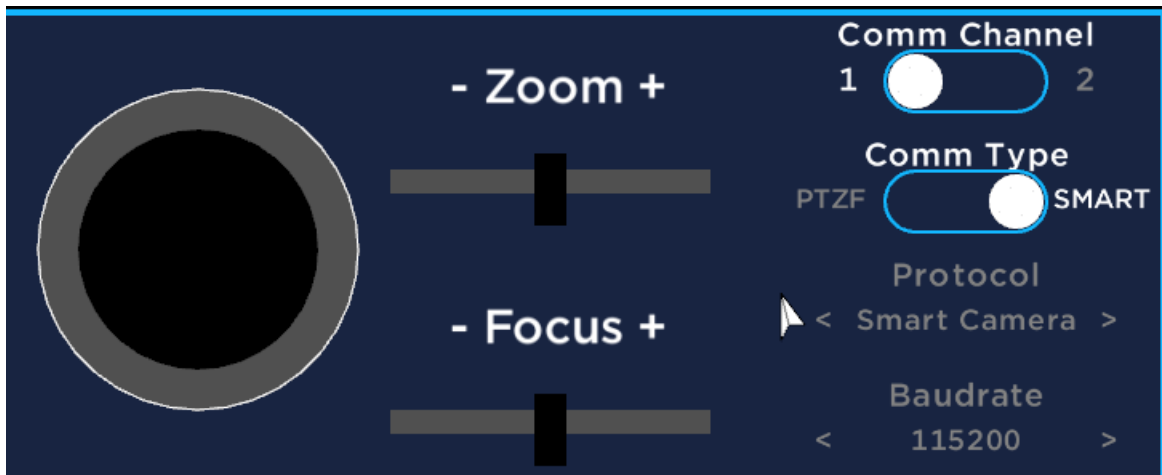 - Zoom +
- Focus +
Comm Channel
1 2
Comm Type
PTZF SMART
Protocol
< Smart Camera >
Baudrate
< 115200 >